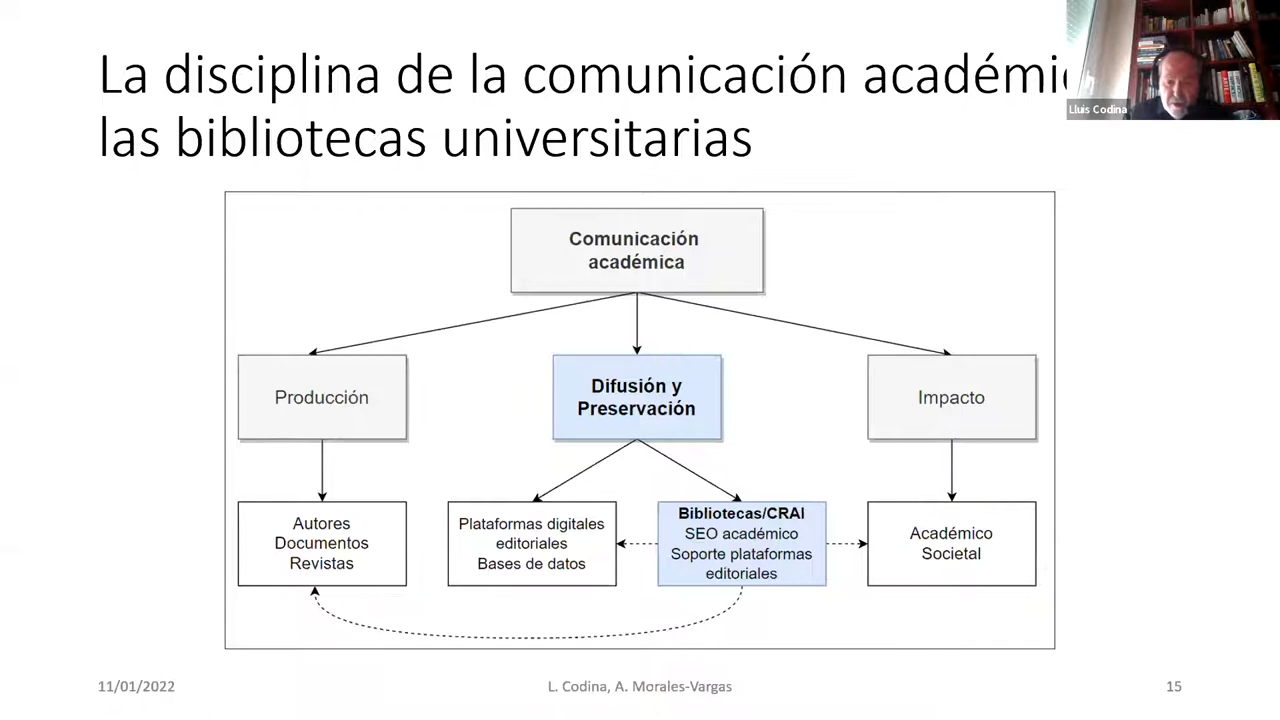 La disciplina de la comunicación
las bibliotecas universitarias
Lluis Codina
Comunicación
académica
Producción
Difusión y
Preservación
Impacto
Autores
Documentos
Revistas
Plataformas digitales
editoriales
Bases de datos
Bibliotecas/CRAI
SEO académico
Soporte plataformas
editoriales
Académico
Societal
11/01/2022
L. Codina, A. Morales-Vargas
15